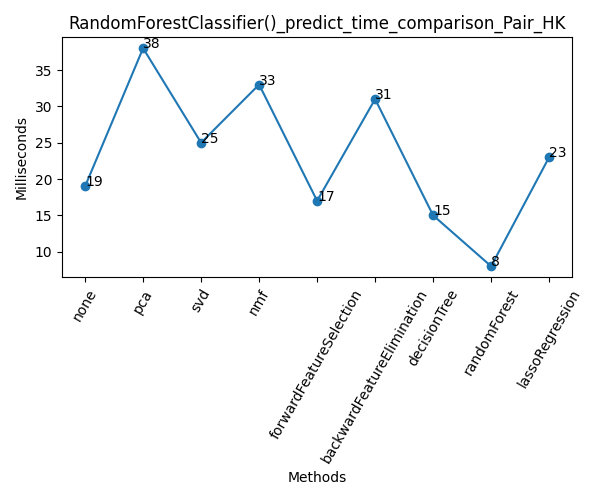 RandomForestClassifier()_predict_time_comparison_Pair_HK
Milliseconds
35
30
25
20
15
10
19
38
25
33
17
31
15
8
23
none
pca
svd
nmf
forwardFeatureSelection
backwardFeatureElimination
decisionTree
randomForest
lassoRegression
Methods